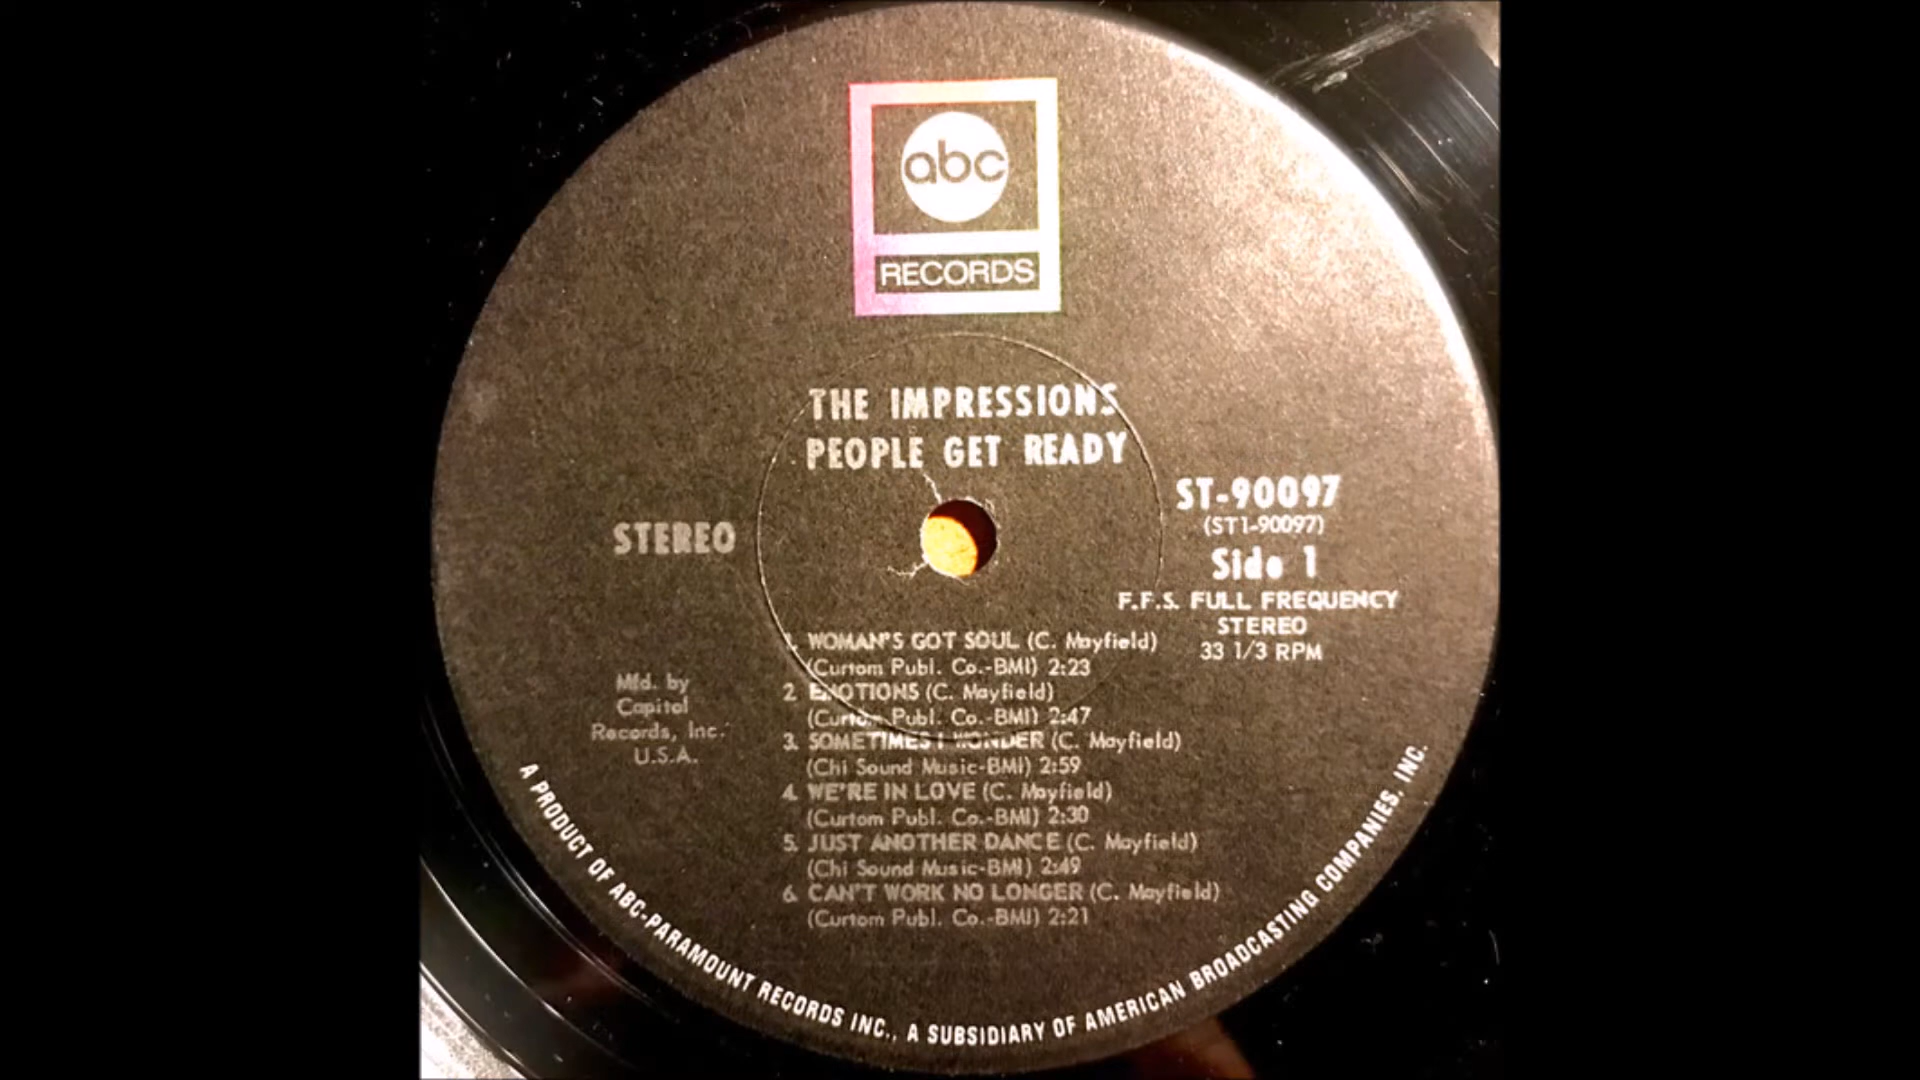 abc
RECORDS
THE IMPRESSIONS
PEOPLE GET READY
STEREO
ST-90097
(ST1-90097)
Side 1
F.F.S. FULL FREQUENCY
STEREO
33 1/3 RPM
Mfd. by
Capitol
Records, Inc.
U.S.A.
1. WOMAN'S GOT SOUL (C. Mayfield)
(Curtom Publ. Co.-BMI) 2:23
2. EMOTIONS (C. Mayfield)
(Curtom Publ. Co.-BMI) 2:47
3. SOMETIMES I WONDER (C. Mayfield)
(Chi Sound Music-BMI) 2:59
4. WE'RE IN LOVE (C. Mayfield)
(Curtom Publ. Co.-BMI) 2:30
5. JUST ANOTHER DANCE (C. Mayfield)
(Chi Sound Music-BMI) 2:49
6. CAN'T WORK NO LONGER (C. Mayfield)
(Curtom Publ. Co.-BMI) 2:21
A PRODUCT OF ABC-PARAMOUNT RECORDS INC., A SUBSIDIARY OF AMERICAN BROADCASTING COMPANIES, INC.